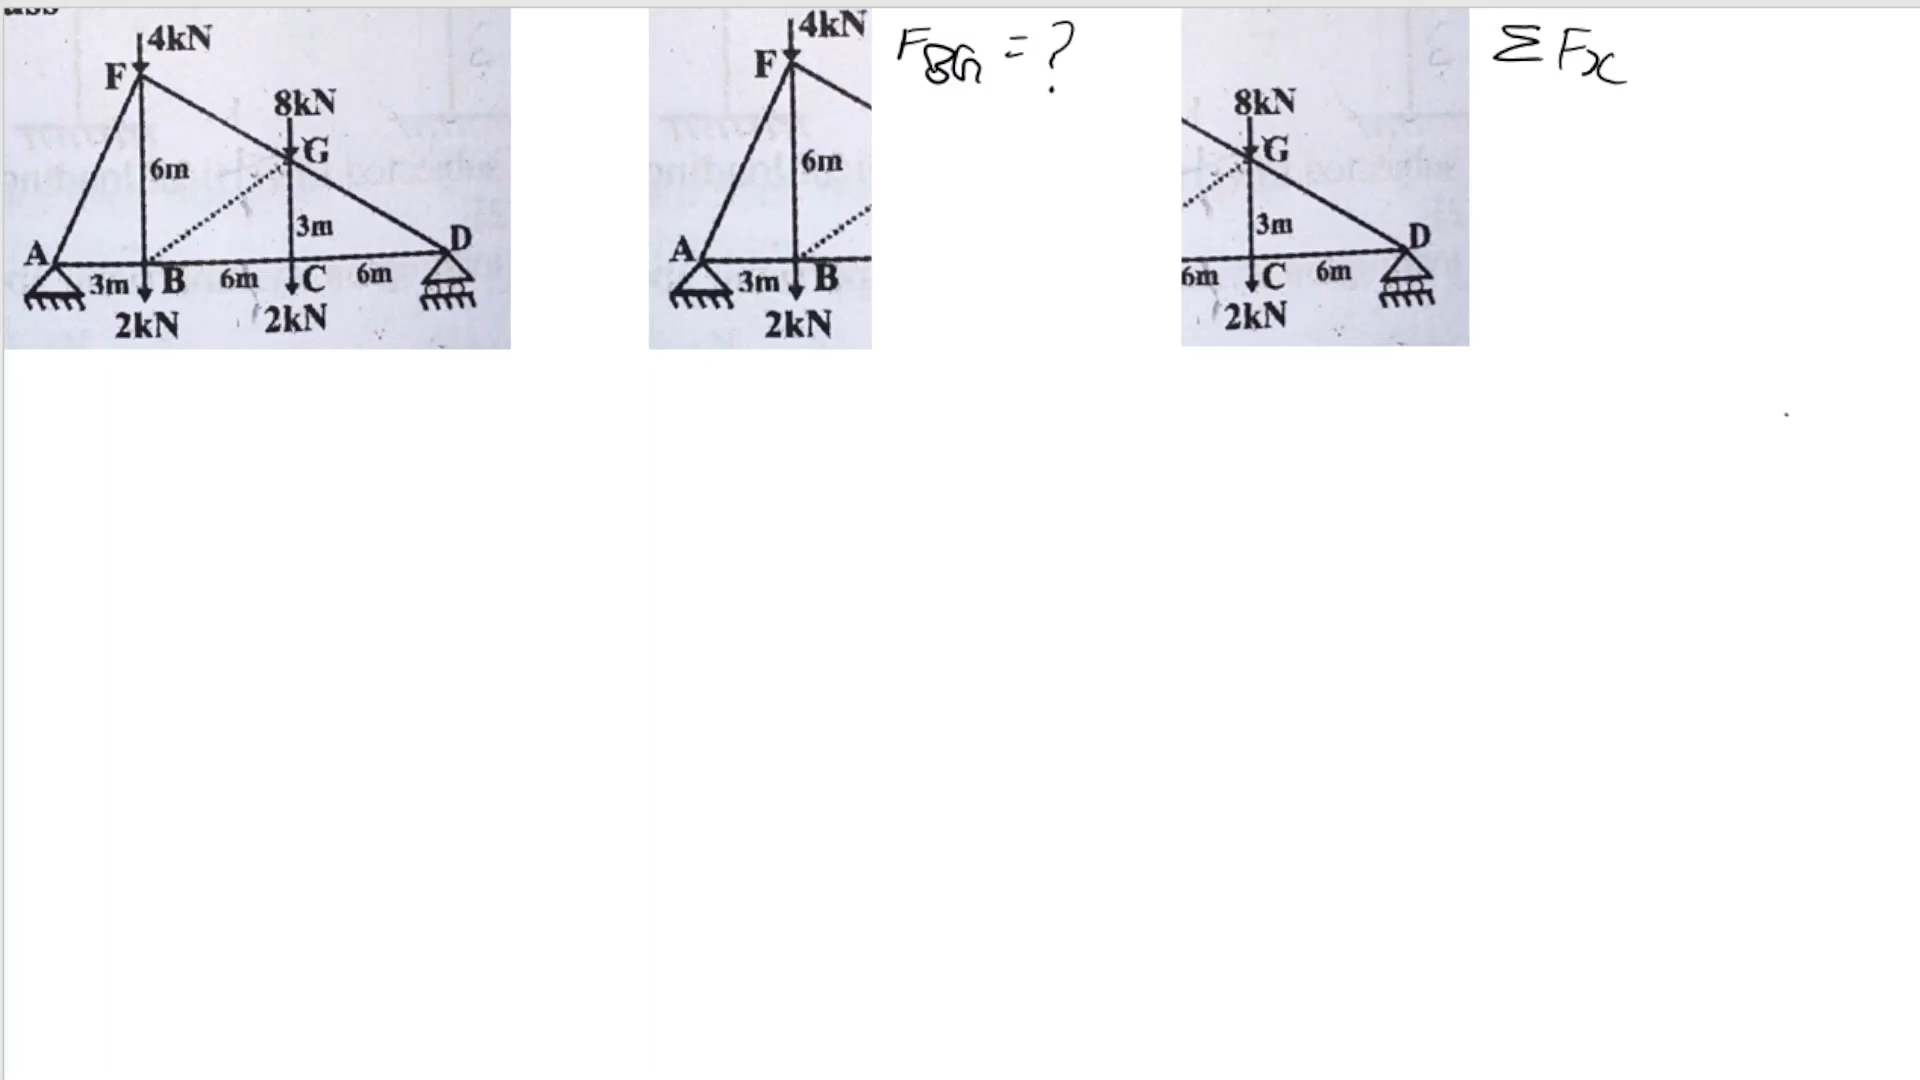 4kN
F
8kN
G
6m
3m
A
D
3m B 6m C 6m
2kN 2kN
4kN
F
6m
A
3m B
2kN
F_BG = ?
8kN
G
3m
D
6m C 6m
2kN
Σ Fx